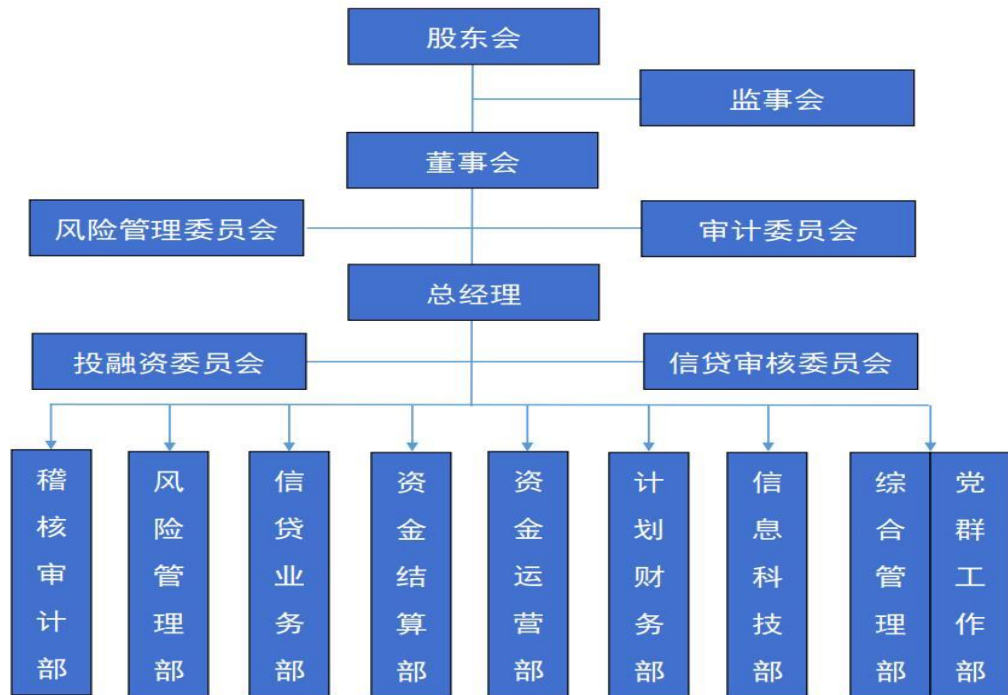 股东会
监事会
董事会
风险管理委员会
审计委员会
总经理
投融资委员会
信贷审核委员会
稽核审计部
风险管理部
信贷业务部
资金结算部
资金运营部
计划财务部
信息科技部
综合管理部
党群工作部